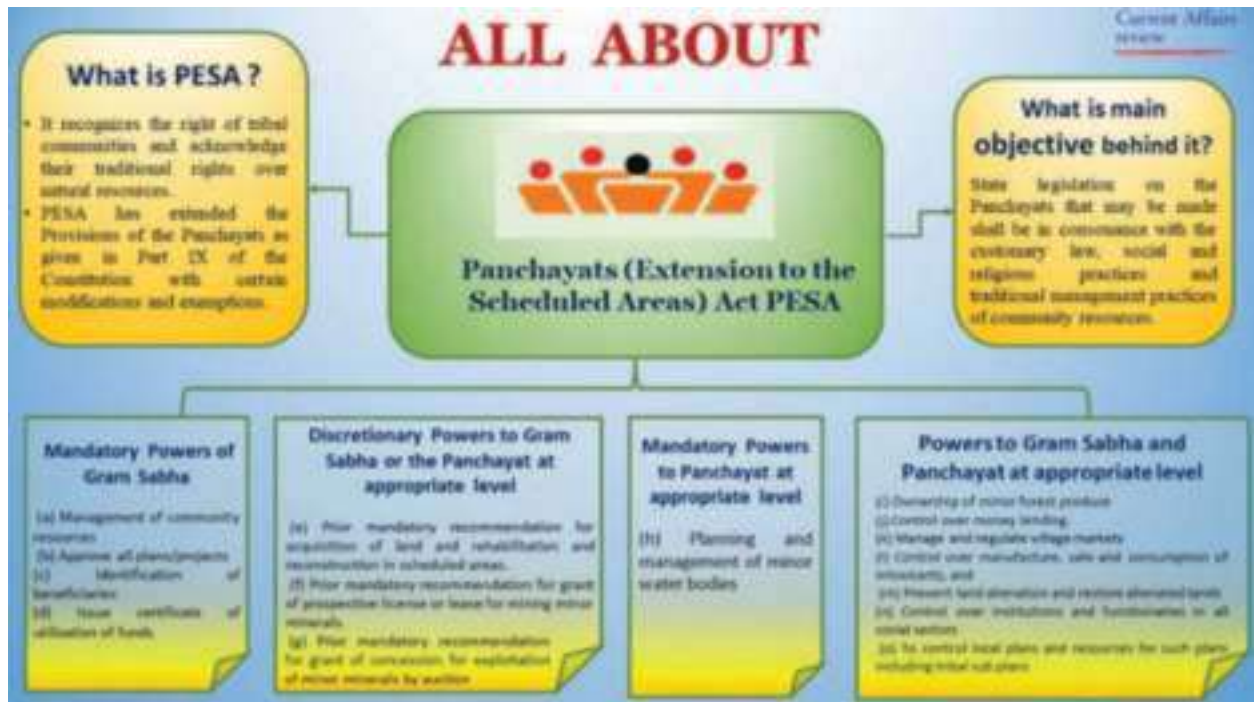 ALL ABOUT
Current Affairs
review
What is PESA ?
• It recognizes the right of tribal
communities and acknowledge
their traditional rights over
natural resources.
• PESA has extended the
Provisions of the Panchayats as
given in Part IX of the
Constitution with certain
modifications and exemptions.
Panchayats (Extension to the
Scheduled Areas) Act PESA
What is main
objective behind it?
State legislation on the
Panchayats that may be made
shall be in consonance with the
customary law, social and
religious practices and
traditional management practices
of community resources.
Mandatory Powers of
Gram Sabha
(a) Management of community
resources
(b) Approve all plans/projects
(c) Identification of
beneficiaries
(d) Issue certificate of
utilisation of funds
Discretionary Powers to Gram
Sabha or the Panchayat at
appropriate level
(e) Prior mandatory recommendation for
acquisition of land and rehabilitation and
reconstruction in scheduled areas.
(f) Prior mandatory recommendation for grant
of prospective license or lease for mining minor
minerals
(g) Prior mandatory recommendation
for grant of concession for exploitation
of minor minerals by auction
Mandatory Powers
to Panchayat at
appropriate level
(h) Planning and
management of minor
water bodies
Powers to Gram Sabha and
Panchayat at appropriate level
(i) Ownership of minor forest produce
(j) Control over money lending
(k) Manage and regulate village markets
(l) Control over manufacture, sale and consumption of
intoxicants, and
(m) Prevent land alienation and restore alienated lands
(n) Control over institutions and functionaries in all
social sectors
(o) To control local plans and resources for such plans
including tribal sub plans